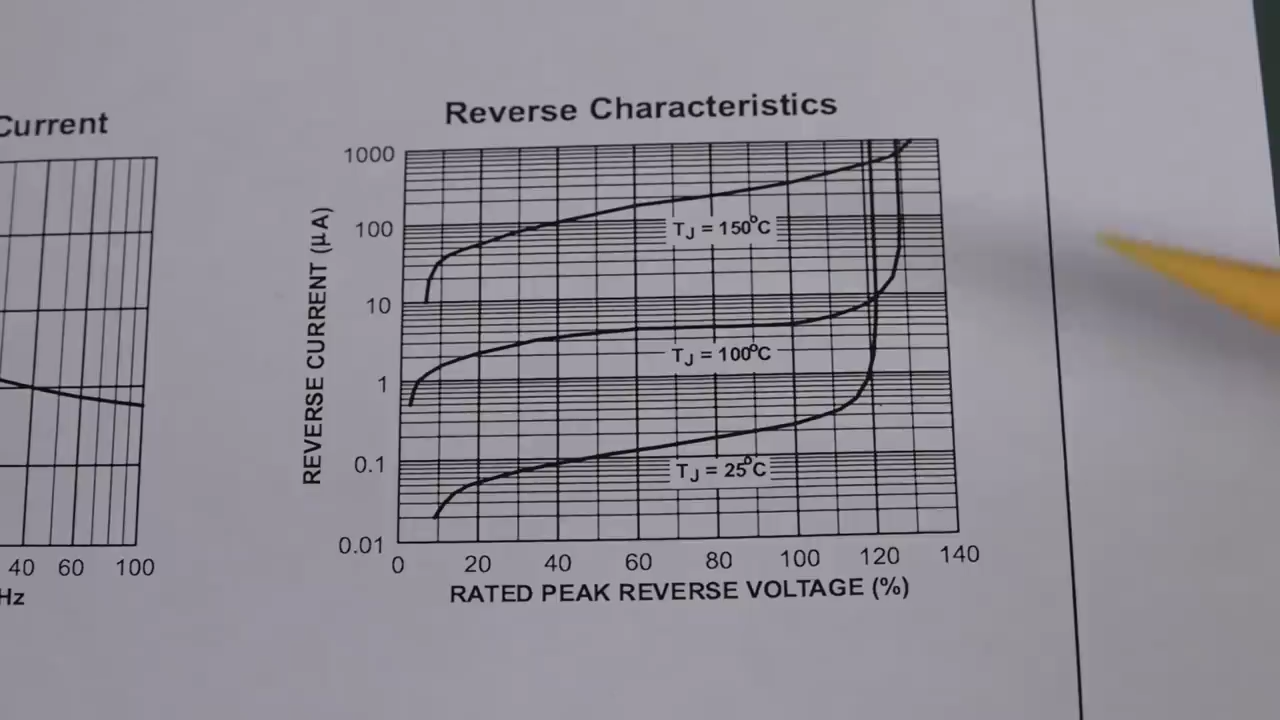 Current
40 60 100
Hz
Reverse Characteristics
REVERSE CURRENT (μA)
1000
100
10
1
0.1
0.01
TJ = 150°C
TJ = 100°C
TJ = 25°C
0 20 40 60 80 100 120 140
RATED PEAK REVERSE VOLTAGE (%)